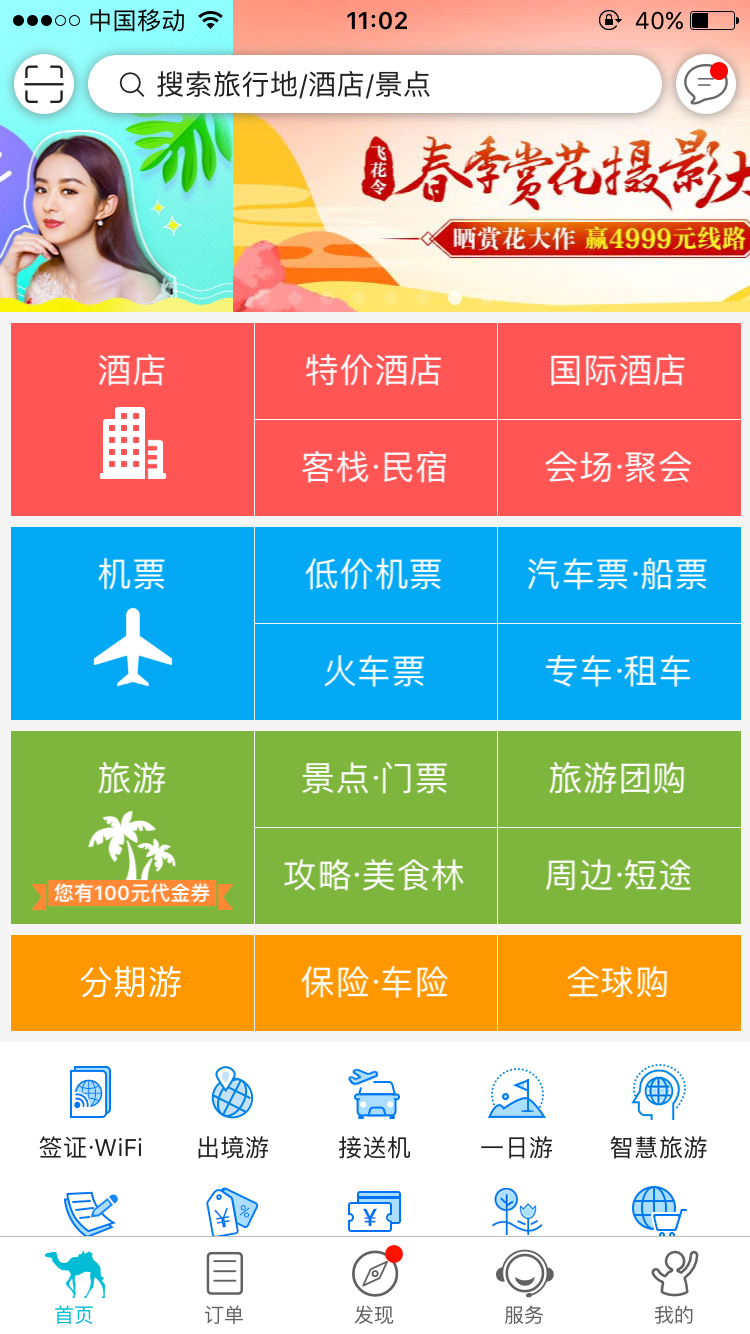 中国移动 11:02 40%
搜索旅行地/酒店/景点
飞花令
春季赏花摄影大
晒赏花大作 赢4999元线路
酒店
特价酒店
国际酒店
客栈·民宿
会场·聚会
机票
低价机票
汽车票·船票
火车票
专车·租车
旅游
您有100元代金券
景点·门票
旅游团购
攻略·美食林
周边·短途
分期游
保险·车险
全球购
签证·WiFi
出境游
接送机
一日游
智慧旅游
¥
%
¥
首页
订单
发现
服务
我的